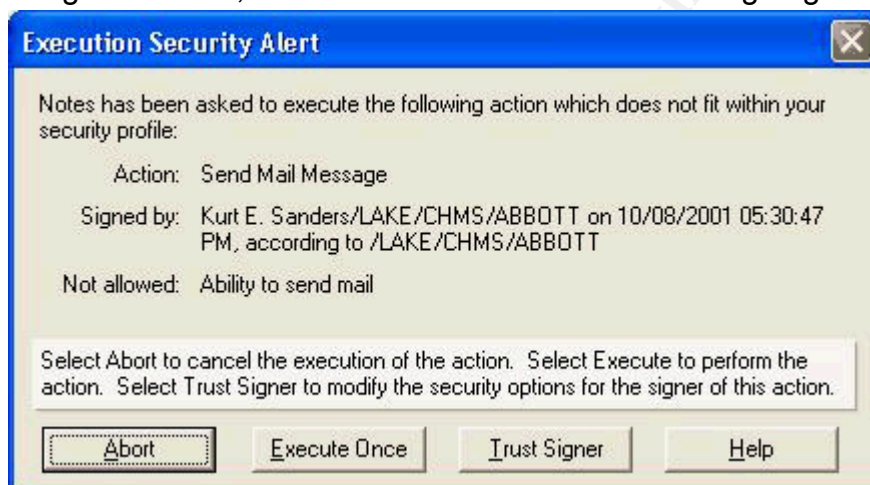 Execution Security Alert
Notes has been asked to execute the following action which does not fit within your
security profile:
Action: Send Mail Message
Signed by: Kurt E. Sanders/LAKE/CHMS/ABBOTT on 10/08/2001 05:30:47
PM, according to /LAKE/CHMS/ABBOTT
Not allowed: Ability to send mail
Select Abort to cancel the execution of the action. Select Execute to perform the
action. Select Trust Signer to modify the security options for the signer of this action.
Abort Execute Once Trust Signer Help